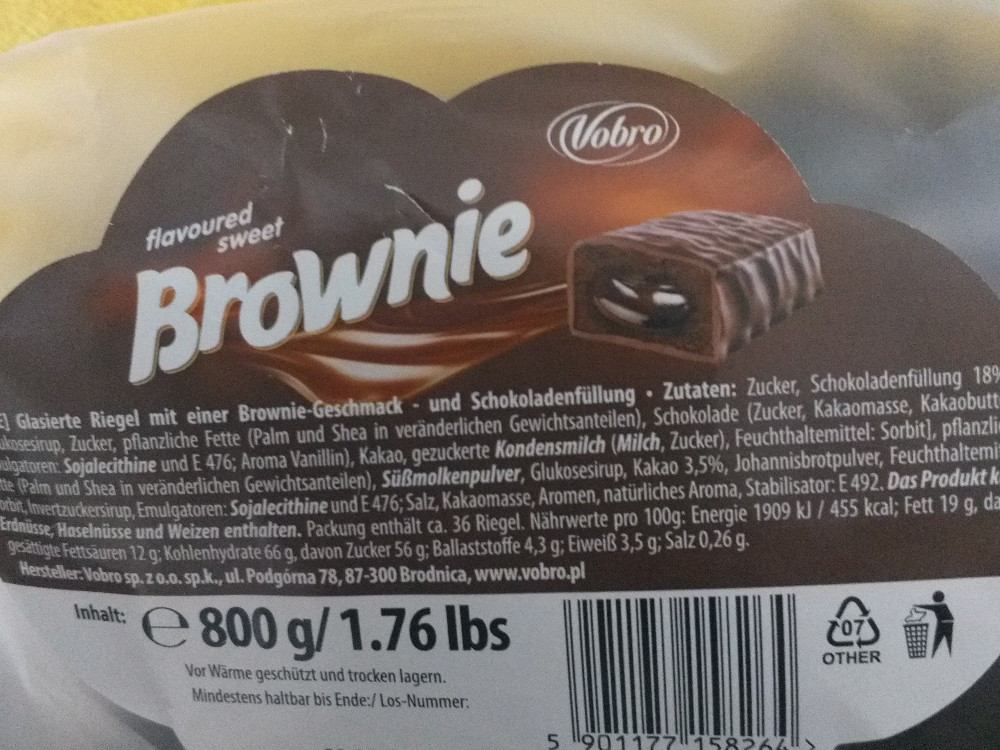 Vobro
flavoured
sweet
Brownie
Glasierte Riegel mit einer Brownie-Geschmack - und Schokoladenfüllung · Zutaten: Zucker, Schokoladenfüllung 18%
Zucker, pflanzliche Fette (Palm und Shea in veränderlichen Gewichtsanteilen), Schokolade (Zucker, Kakaomasse, Kakaobutt
Sojalecithine und E 476; Aroma Vanillin), Kakao, gezuckerte Kondensmilch (Milch, Zucker), Feuchthaltemittel: Sorbit], pflanzli
(Palm und Shea in veränderlichen Gewichtsanteilen), Süßmolkenpulver, Glukosesirup, Kakao 3,5%, Johannisbrotpulver, Feuchthaltemi
Invertzuckersirup, Emulgatoren: Sojalecithine und E 476; Salz, Kakaomasse, Aromen, natürliches Aroma, Stabilisator: E 492. Das Produkt k
Erdnüsse, Haselnüsse und Weizen enthalten. Packung enthält ca. 36 Riegel. Nährwerte pro 100g: Energie 1909 kJ / 455 kcal; Fett 19 g, da
gesättigte Fettsäuren 12 g; Kohlenhydrate 66 g, davon Zucker 56 g; Ballaststoffe 4,3 g; Eiweiß 3,5 g; Salz 0,26 g.
Hersteller: Vobro sp. z o.o. sp.k., ul. Podgórna 78, 87-300 Brodnica, www.vobro.pl
Inhalt: e 800 g/ 1.76 lbs
Vor Wärme geschützt und trocken lagern.
Mindestens haltbar bis Ende:/ Los-Nummer:
07
OTHER
5 901177 158264 >